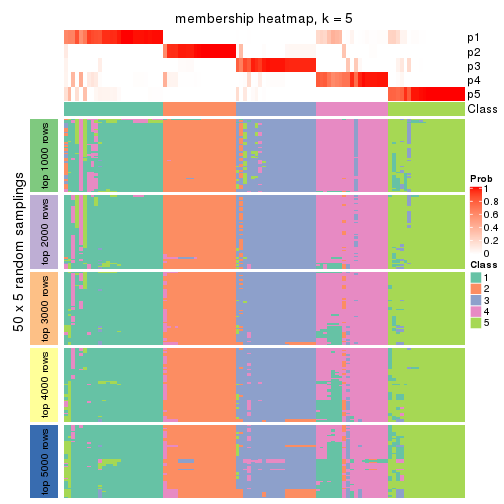 membership heatmap, k = 5
p1
p2
p3
p4
p5
Class
50 x 5 random samplings
top 1000 rows
top 2000 rows
top 3000 rows
top 4000 rows
top 5000 rows
Prob
1
0.8
0.6
0.4
0.2
0
Class
1
2
3
4
5